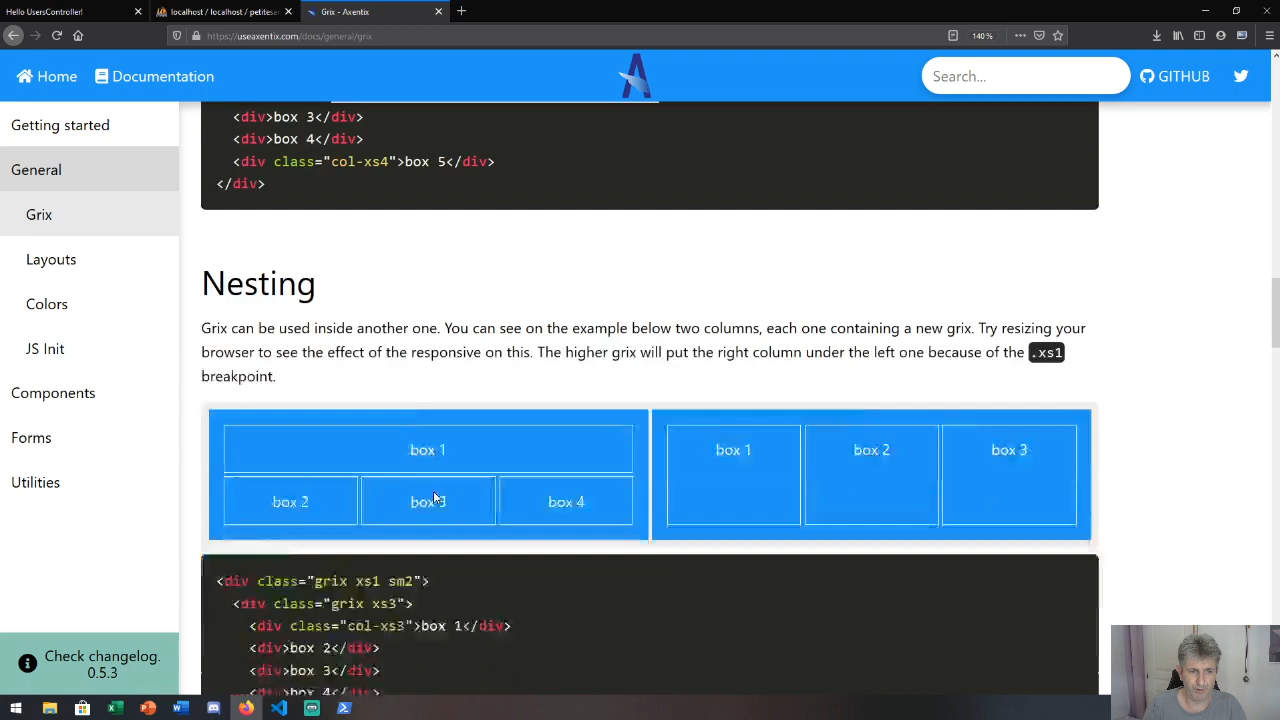 Hello UsersController!
localhost / localhost / petitesar
Grix - Axentix
https://useaxentix.com/docs/general/grix
140%
Home
Documentation
Search...
GITHUB
Getting started
General
Grix
Layouts
Colors
JS Init
Components
Forms
Utilities
Check changelog.
0.5.3
<div>box 3</div>
<div>box 4</div>
<div class="col-xs4">box 5</div>
</div>
Nesting
Grix can be used inside another one. You can see on the example below two columns, each one containing a new grix. Try resizing your
browser to see the effect of the responsive on this. The higher grix will put the right column under the left one because of the .xs1
breakpoint.
box 1
box 2
box 3
box 4
box 1
box 2
box 3
<div class="grix xs1 sm2">
<div class="grix xs3">
<div class="col-xs3">box 1</div>
<div>box 2</div>
<div>box 3</div>
<div>box 4</div>